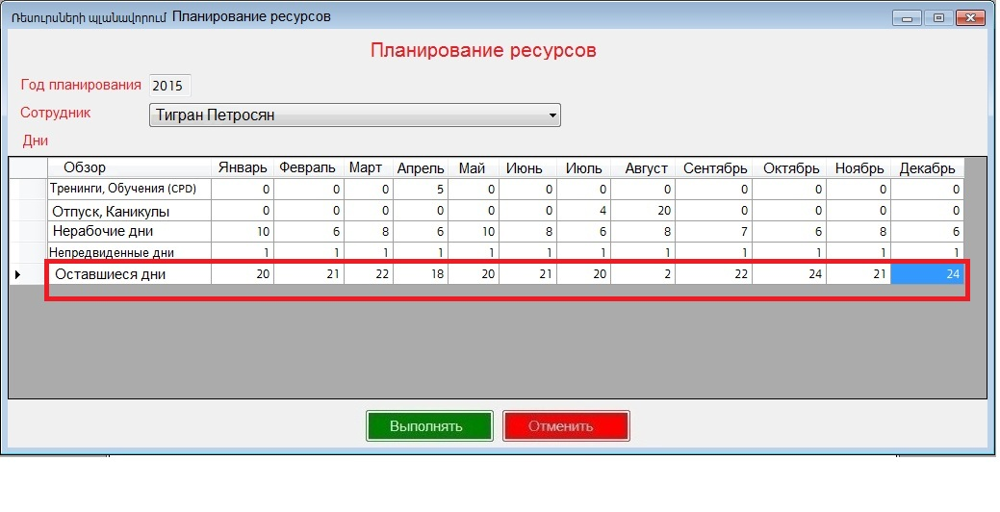 Ռեսուրսների պլանավորում Планирование ресурсов
Планирование ресурсов
Год планирования 2015
Сотрудник Тигран Петросян
Дни
Обзор Январь Февраль Март Апрель Май Июнь Июль Август Сентябрь Октябрь Ноябрь Декабрь
Тренинги, Обучения (CPD) 0 0 0 5 0 0 0 0 0 0 0 0
Отпуск, Каникулы 0 0 0 0 0 0 4 20 0 0 0 0
Нерабочие дни 10 6 8 6 10 8 6 8 7 6 8 6
Непредвиденные дни 1 1 1 1 1 1 1 1 1 1 1 1
Оставшиеся дни 20 21 22 18 20 21 20 2 22 24 21 24
Выполнять Отменить